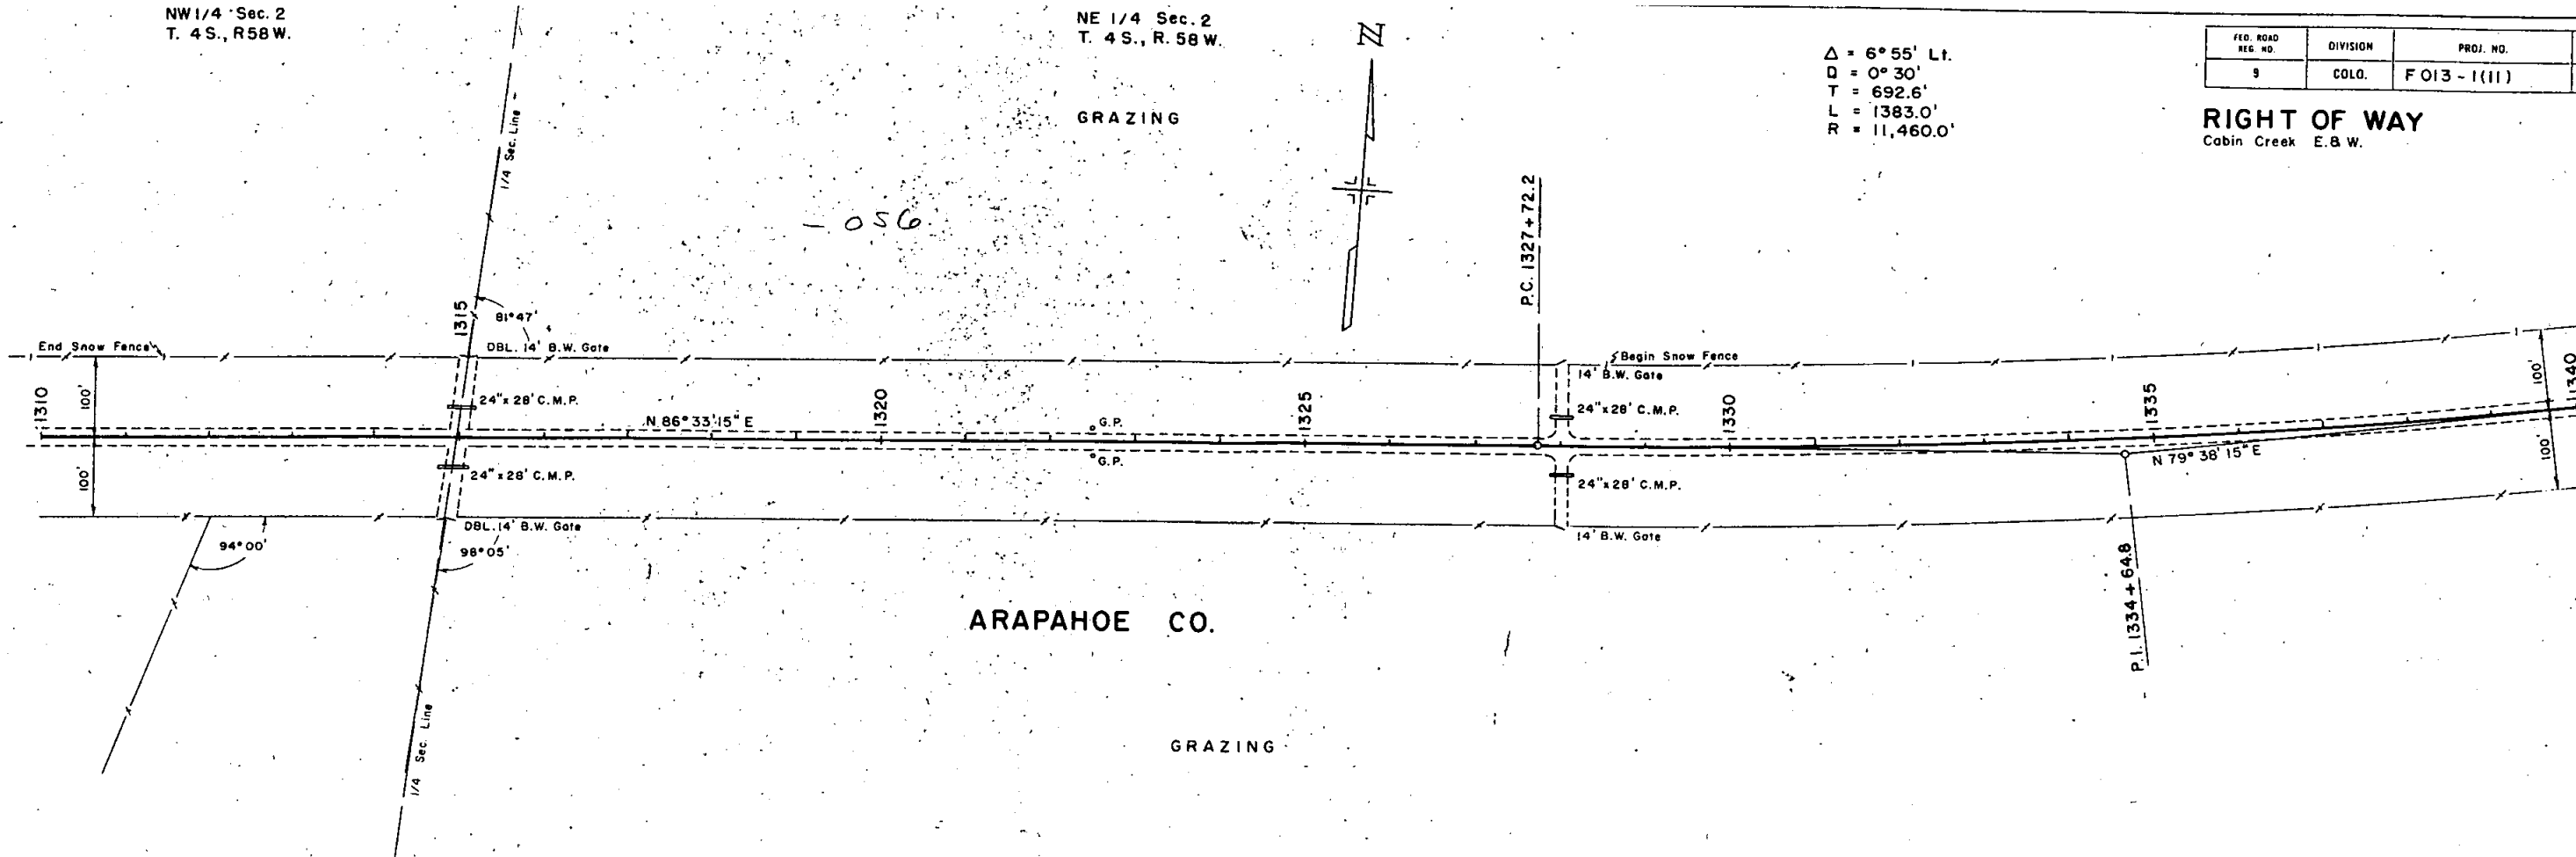 NW 1/4 Sec. 2
T. 4 S., R 58 W.
NE 1/4 Sec. 2
T. 4 S., R. 58 W.
N
Δ = 6° 55' Lt.
D = 0° 30'
T = 692.6'
L = 1383.0'
R = 11,460.0'
FED. ROAD REG. NO.
DIVISION
PROJ. NO.
9
COLO.
F 013 - 1(11)
RIGHT OF WAY
Cabin Creek E. & W.
GRAZING
1/4 Sec. Line
- 056
P.C. 1327 + 72.2
81°47'
End Snow Fence
DBL. 14' B.W. Gate
Begin Snow Fence
14' B.W. Gate
1310
100'
100'
1315
24" x 28' C.M.P.
N 86° 33' 15" E
1320
G.P.
G.P.
1325
24" x 28' C.M.P.
1330
1335
1340
100'
100'
24" x 28' C.M.P.
24" x 28' C.M.P.
N 79° 38' 15" E
94°00'
DBL. 14' B.W. Gate
98°05'
14' B.W. Gate
P.I. 1334 + 64.8
ARAPAHOE CO.
1/4 Sec. Line
GRAZING